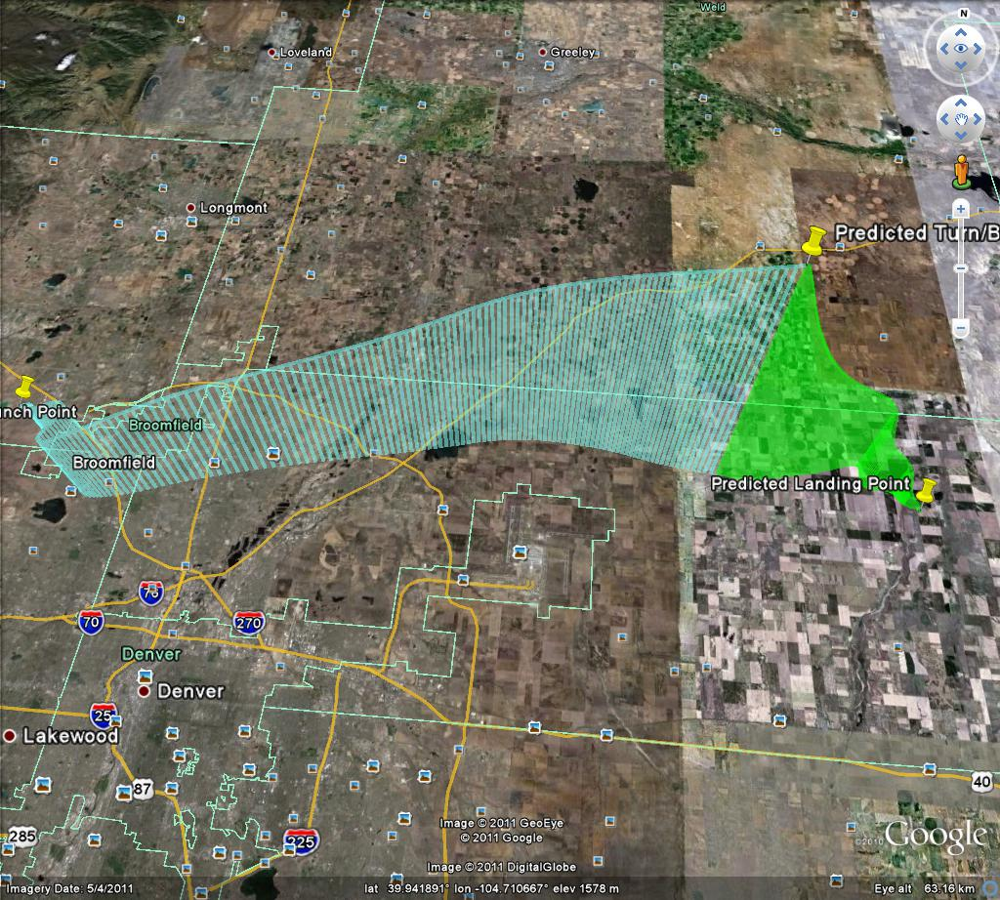 Weld
N
Loveland
Greeley
Longmont
Predicted Turn/B
nch Point
Broomfield
Broomfield
Predicted Landing Point
76
70
270
Denver
Denver
25
Lakewood
87
40
285
225
Image © 2011 GeoEye
© 2011 Google
©2010 Google
Image © 2011 DigitalGlobe
Imagery Date: 5/4/2011 lat 39.941891° lon -104.710667° elev 1578 m Eye alt 63.16 km